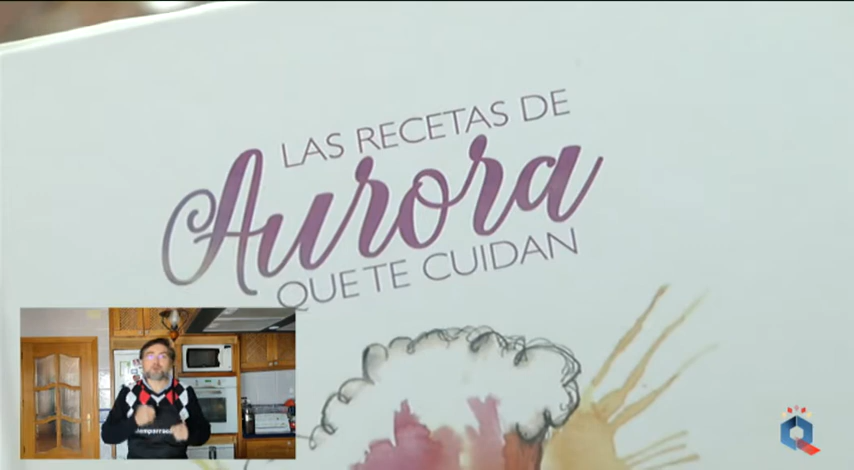 LAS RECETAS DE
Aurora
QUE TE CUIDAN